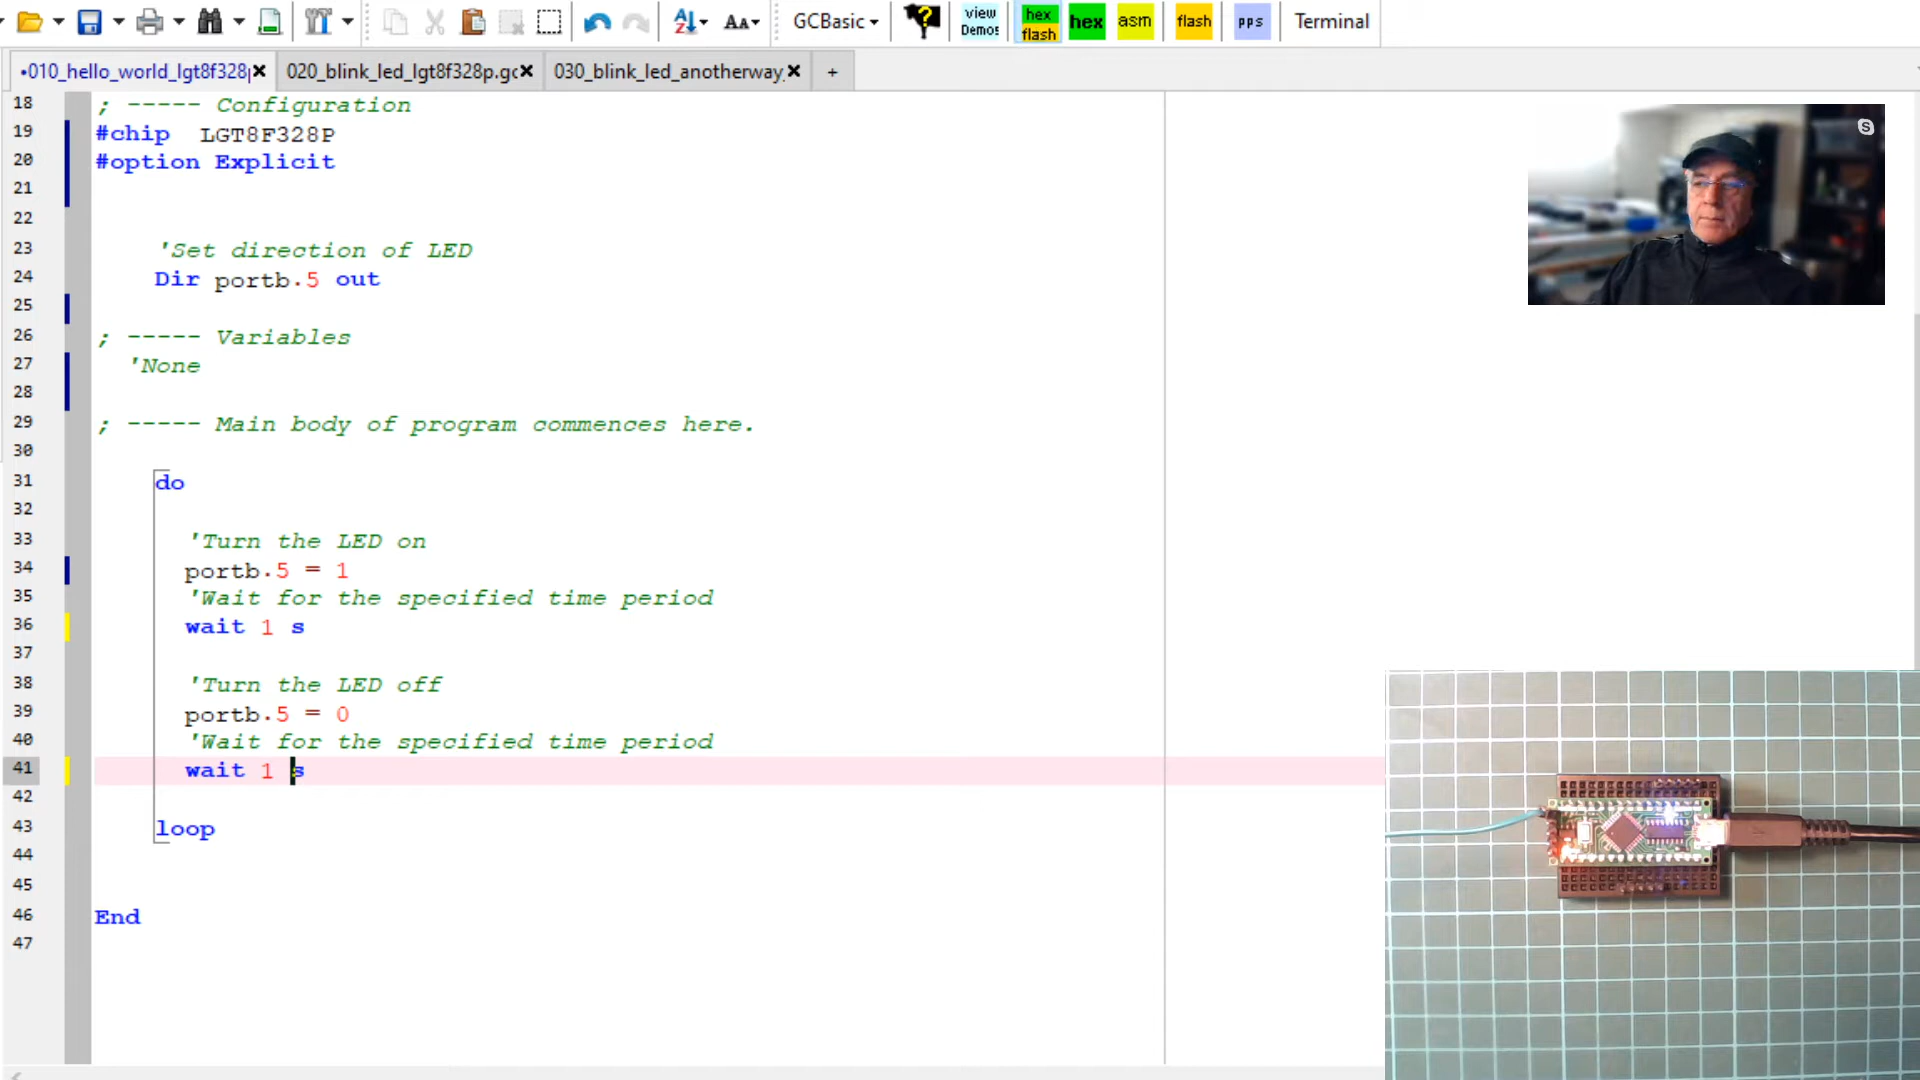 GCBasic
view
Demos
hex
flash
hex
asm
flash
pps
Terminal
•010_hello_world_lgt8f328p
020_blink_led_lgt8f328p.gc
030_blink_led_anotherway.
18 ; ----- Configuration
19 #chip LGT8F328P
20 #option Explicit
21
22
23 'Set direction of LED
24 Dir portb.5 out
25
26 ; ----- Variables
27 'None
28
29 ; ----- Main body of program commences here.
30
31 do
32
33 'Turn the LED on
34 portb.5 = 1
35 'Wait for the specified time period
36 wait 1 s
37
38 'Turn the LED off
39 portb.5 = 0
40 'Wait for the specified time period
41 wait 1 s
42
43 loop
44
45
46 End
47